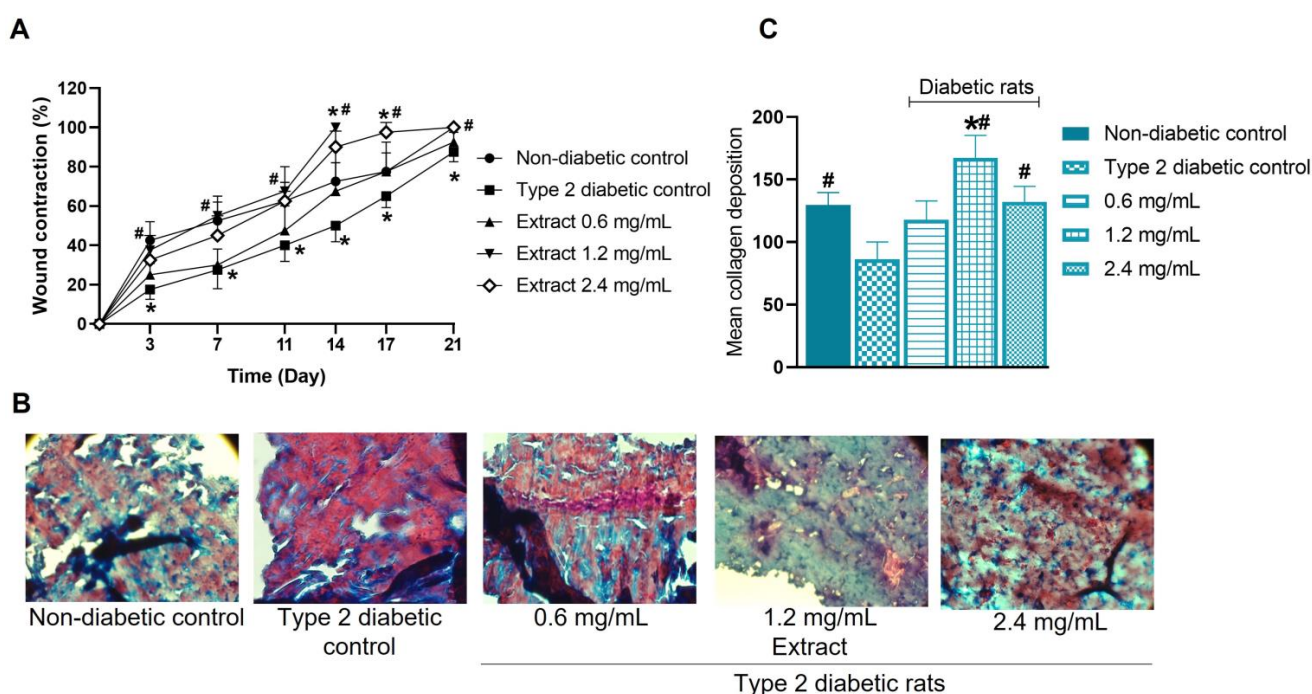 A
Wound contraction (%)
120
100
80
60
40
20
0
# * # * # * # * *# * *# * # *
3 7 11 14 17 21
Time (Day)
Non-diabetic control
Type 2 diabetic control
Extract 0.6 mg/mL
Extract 1.2 mg/mL
Extract 2.4 mg/mL
C
Diabetic rats
Mean collagen deposition
200
150
100
50
0
# *# #
Non-diabetic control
Type 2 diabetic control
0.6 mg/mL
1.2 mg/mL
2.4 mg/mL
B
Non-diabetic control
Type 2 diabetic
control
0.6 mg/mL
1.2 mg/mL
Extract
2.4 mg/mL
Type 2 diabetic rats